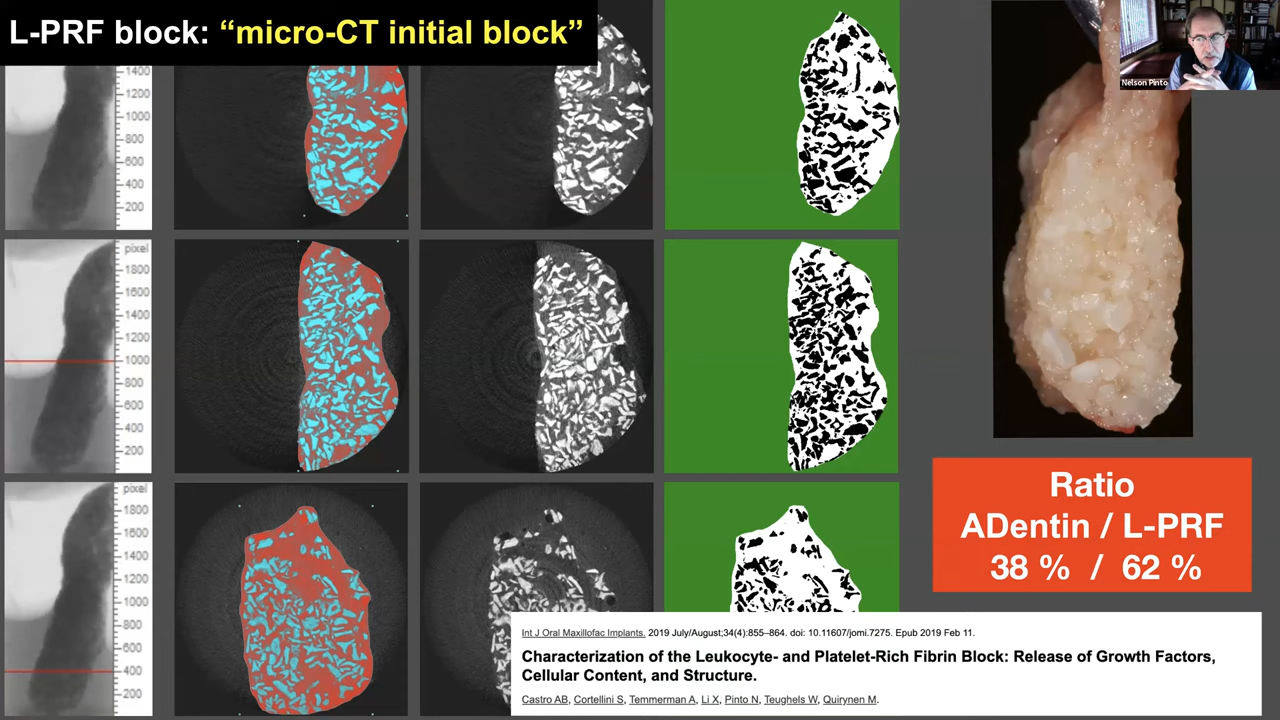 L-PRF block: “micro-CT initial block”
Nelson Pinto
1400
1200
1000
800
600
400
200
pixel
1800
1600
1400
1200
1000
800
600
400
200
pixel
1800
1600
1400
1200
1000
800
600
400
200
Ratio
ADentin / L-PRF
38 % / 62 %
Int J Oral Maxillofac Implants. 2019 July/August;34(4):855–864. doi: 10.11607/jomi.7275. Epub 2019 Feb 11.
Characterization of the Leukocyte- and Platelet-Rich Fibrin Block: Release of Growth Factors,
Cellular Content, and Structure.
Castro AB, Cortellini S, Temmerman A, Li X, Pinto N, Teughels W, Quirynen M.